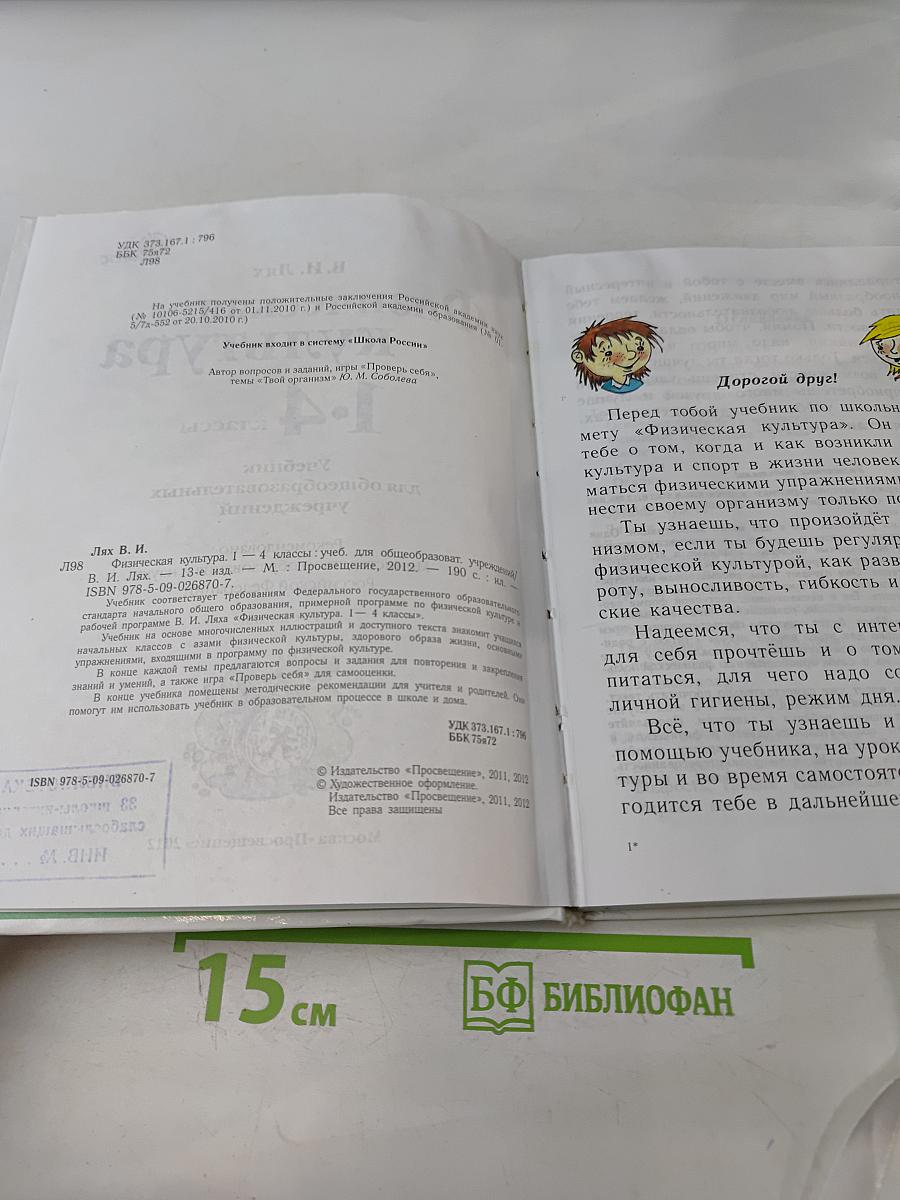 УДК 373.167.1 : 796
ББК 75я72
Л98
На учебник получены положительные заключения Российской академии наук
(№ 10106-5215/416 от 01.11.2010 г.) и Российской академии образования (№ 01-
5/7д-552 от 20.10.2010 г.)
Учебник входит в систему «Школа России»
Автор вопросов и заданий, игры «Проверь себя»,
темы «Твой организм» Ю. М. Соболева
Лях В. И.
Л98 Физическая культура. 1 — 4 классы : учеб. для общеобразоват. учреждений/
В. И. Лях. — 13-е изд. — М. : Просвещение, 2012. — 190 с. : ил. —
ISBN 978-5-09-026870-7.
Учебник соответствует требованиям Федерального государственного образовательного
стандарта начального общего образования, примерной программе по физической культуре и
рабочей программе В. И. Ляха «Физическая культура. 1— 4 классы».
Учебник на основе многочисленных иллюстраций и доступного текста знакомит учащихся
начальных классов с азами физической культуры, здорового образа жизни, основными
упражнениями, входящими в программу по физической культуре.
В конце каждой темы предлагаются вопросы и задания для повторения и закрепления
знаний и умений, а также игра «Проверь себя» для самооценки.
В конце учебника помещены методические рекомендации для учителя и родителей. Они
помогут им использовать учебник в образовательном процессе в школе и дома.
УДК 373.167.1 : 796
ББК 75я72
ISBN 978-5-09-026870-7
© Издательство «Просвещение», 2011, 2012
© Художественное оформление.
Издательство «Просвещение», 2011, 2012
Все права защищены
Дорогой друг!
Перед тобой учебник по школьн
мету «Физическая культура». Он
тебе о том, когда и как возникли
культура и спорт в жизни человек
маться физическими упражнениями
нести своему организму только по
Ты узнаешь, что произойдёт
низмом, если ты будешь регуляр
физической культурой, как разв
роту, выносливость, гибкость и
ские качества.
Надеемся, что ты с инте
для себя прочтёшь и о том
питаться, для чего надо со
личной гигиены, режим дня.
Всё, что ты узнаешь и
помощью учебника, на урок
туры и во время самостоят
годится тебе в дальнейше
1*
15 см
БФ БИБЛИОФАН